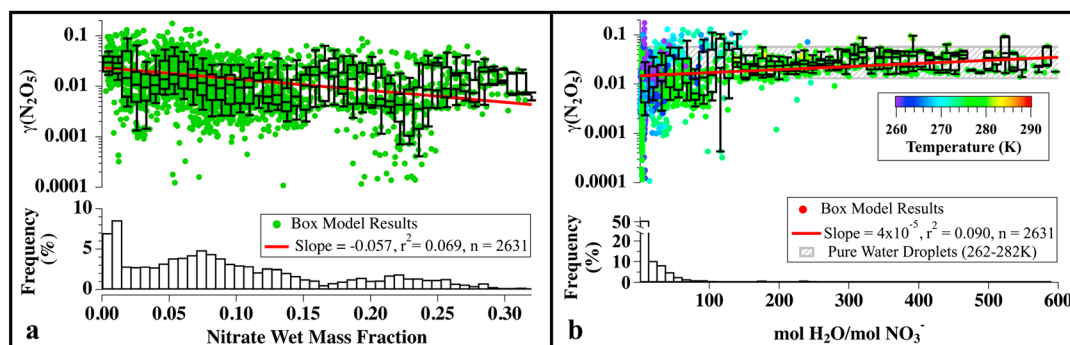 0.1
0.01
0.001
0.0001
γ(N₂O₅)
10
5
0
Frequency
(%)
Box Model Results
Slope = -0.057, r² = 0.069, n = 2631
0.00 0.05 0.10 0.15 0.20 0.25 0.30
a Nitrate Wet Mass Fraction
0.1
0.01
0.001
0.0001
γ(N₂O₅)
260 270 280 290
Temperature (K)
50
10
0
Frequency
(%)
Box Model Results
Slope = 4x10⁻⁵, r² = 0.090, n = 2631
Pure Water Droplets (262-282K)
100 200 300 400 500 600
b mol H₂O/mol NO₃⁻